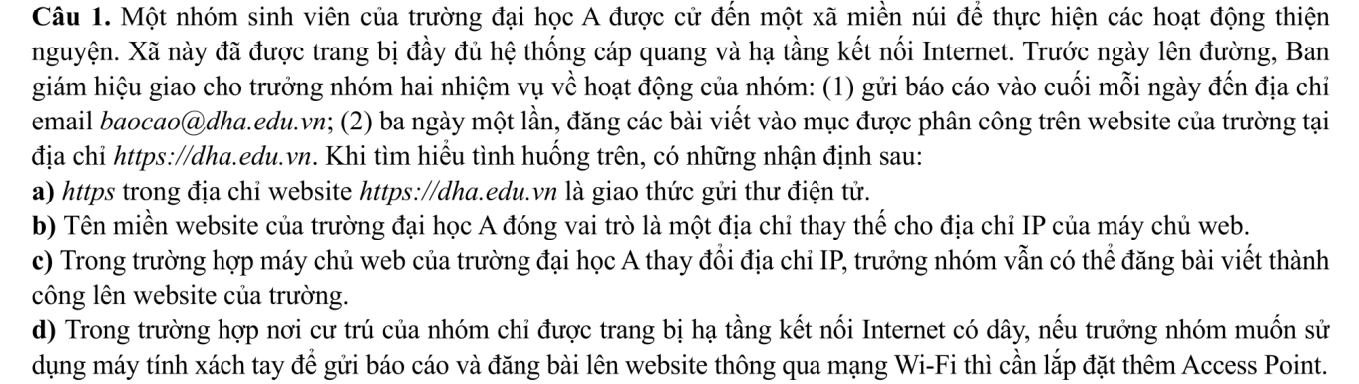 Câu 1. Một nhóm sinh viên của trường đại học A được cử đến một xã miền núi để thực hiện các hoạt động thiện
nguyện. Xã này đã được trang bị đầy đủ hệ thống cáp quang và hạ tầng kết nối Internet. Trước ngày lên đường, Ban
giám hiệu giao cho trưởng nhóm hai nhiệm vụ về hoạt động của nhóm: (1) gửi báo cáo vào cuối mỗi ngày đến địa chỉ
email baocao@dha.edu.vn; (2) ba ngày một lần, đăng các bài viết vào mục được phân công trên website của trường tại
địa chỉ https://dha.edu.vn. Khi tìm hiểu tình huống trên, có những nhận định sau:
a) https trong địa chỉ website https://dha.edu.vn là giao thức gửi thư điện tử.
b) Tên miền website của trường đại học A đóng vai trò là một địa chỉ thay thế cho địa chỉ IP của máy chủ web.
c) Trong trường hợp máy chủ web của trường đại học A thay đổi địa chỉ IP, trưởng nhóm vẫn có thể đăng bài viết thành
công lên website của trường.
d) Trong trường hợp nơi cư trú của nhóm chỉ được trang bị hạ tầng kết nối Internet có dây, nếu trưởng nhóm muốn sử
dụng máy tính xách tay để gửi báo cáo và đăng bài lên website thông qua mạng Wi-Fi thì cần lắp đặt thêm Access Point.